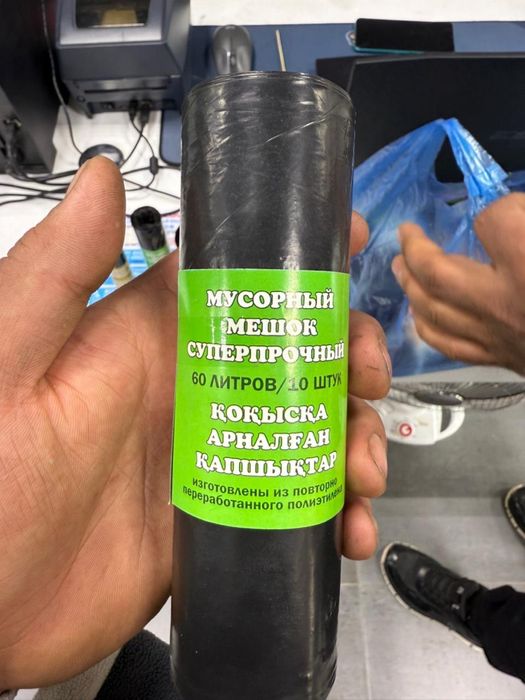 МУСОРНЫЙ
МЕШОК
СУПЕРПРОЧНЫЙ
60 ЛИТРОВ/10 ШТУК
ҚОҚЫСҚА
АРНАЛҒАН
ҚАПШЫҚТАР
изготовлены из повторно
переработанного полиэтилена